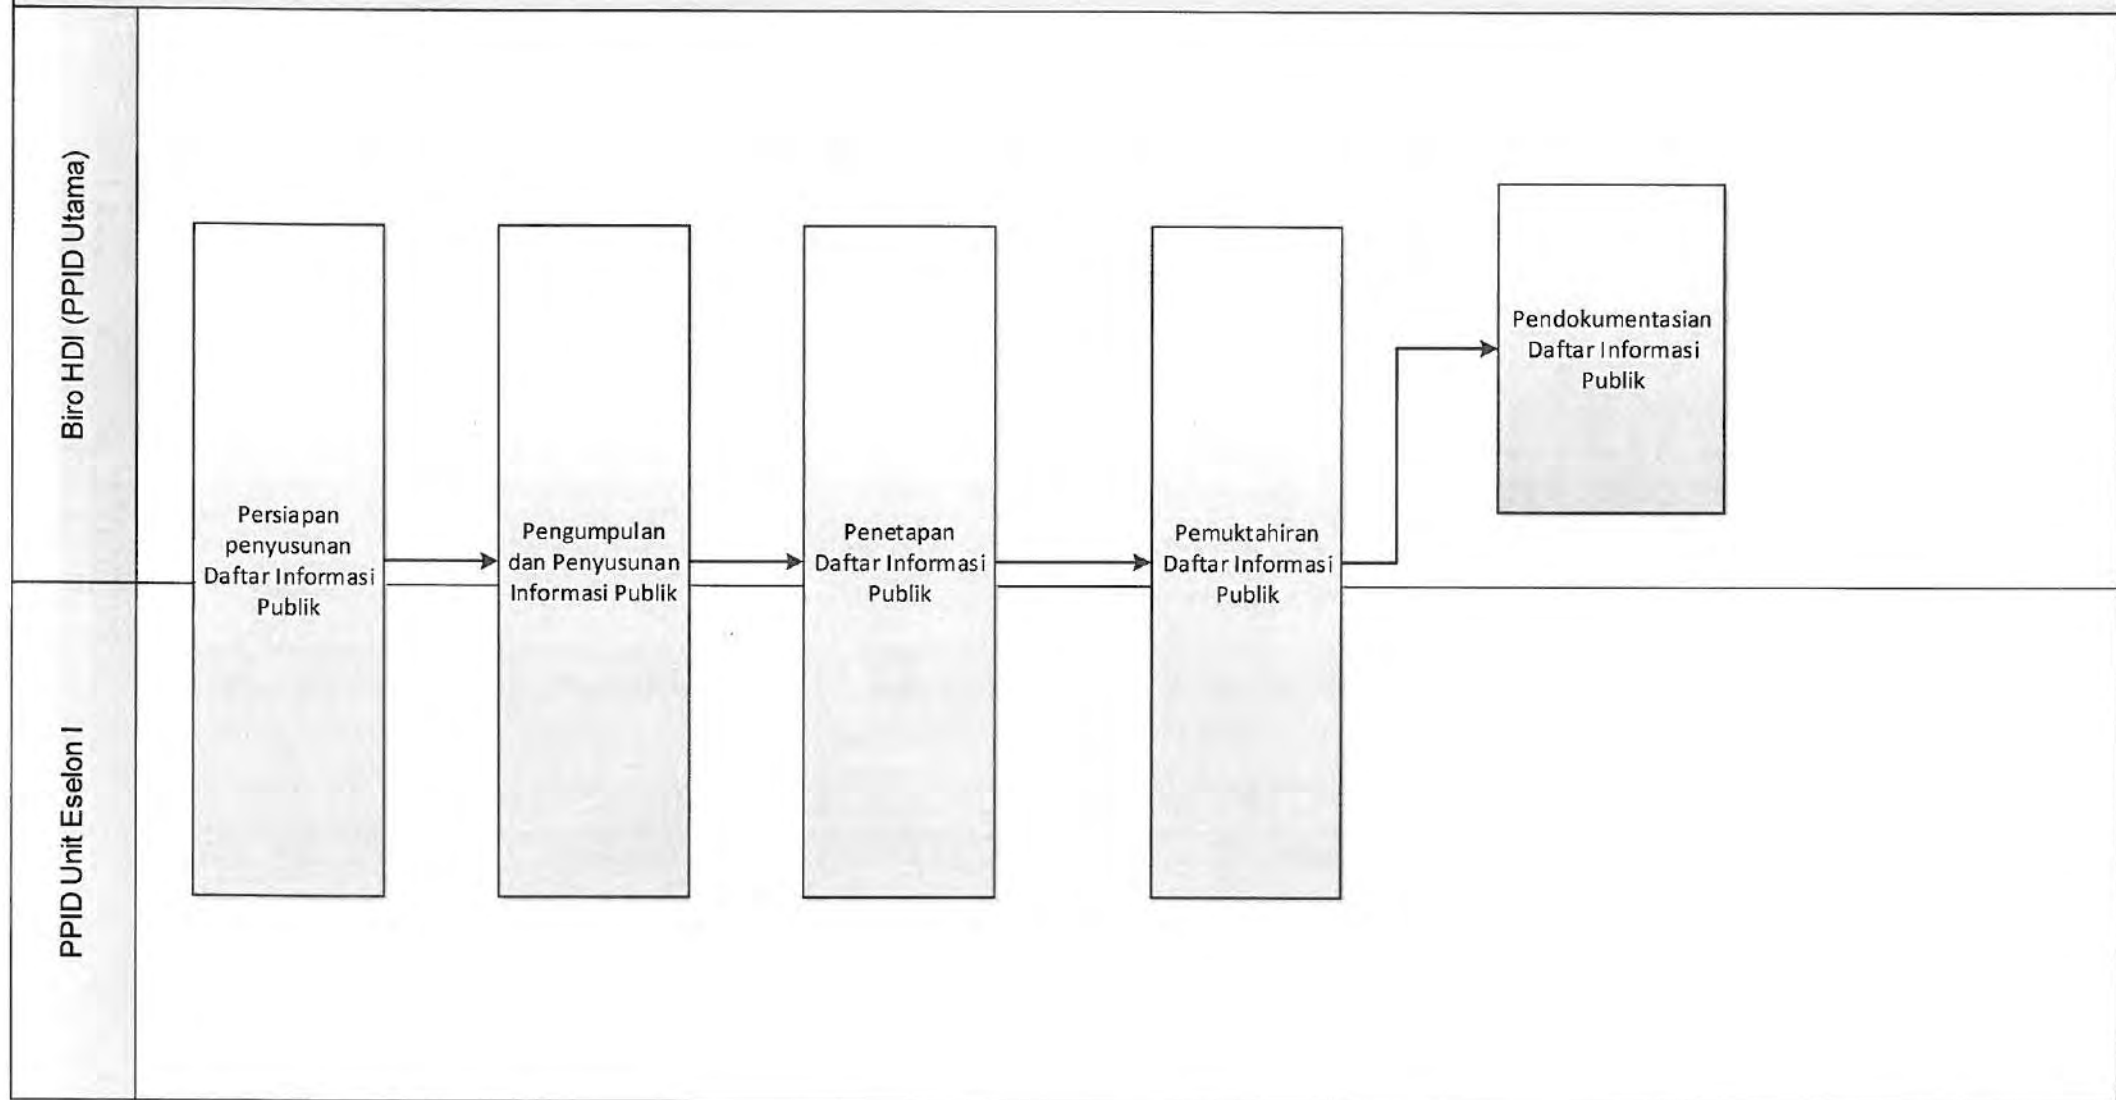 Biro HDI (PPID Utama)
Persiapan
penyusunan
Daftar Informasi
Publik
Pengumpulan
dan Penyusunan
Informasi Publik
Penetapan
Daftar Informasi
Publik
Pemuktahiran
Daftar Informasi
Publik
Pendokumentasian
Daftar Informasi
Publik
PPID Unit Eselon I